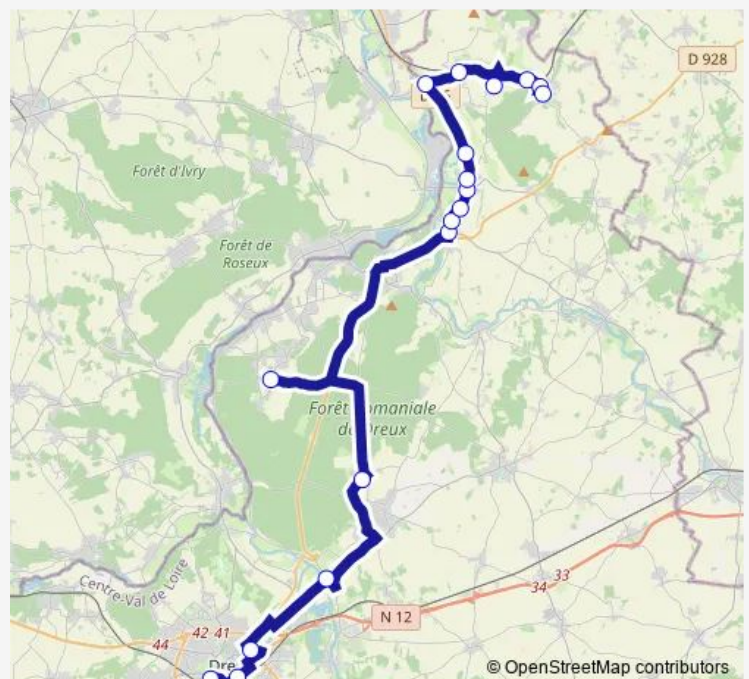 D 928
Forêt d'Ivry
Forêt de
Roseux
Forêt Domaniale
de Dreux
Centre-Val de Loire
34 33
N 12
44 42 41
Dre
© OpenStreetMap contributors